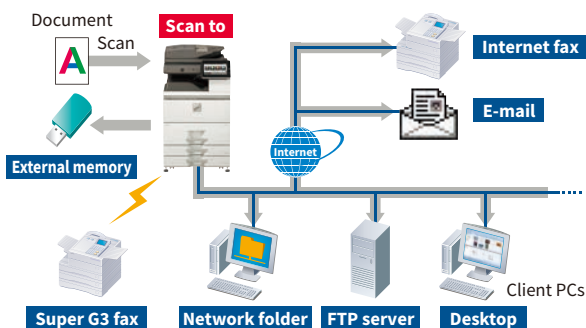 Document
Scan
Scan to
A
Internet fax
E-mail
External memory
Internet
Client PCs
Super G3 fax
Network folder
FTP server
Desktop